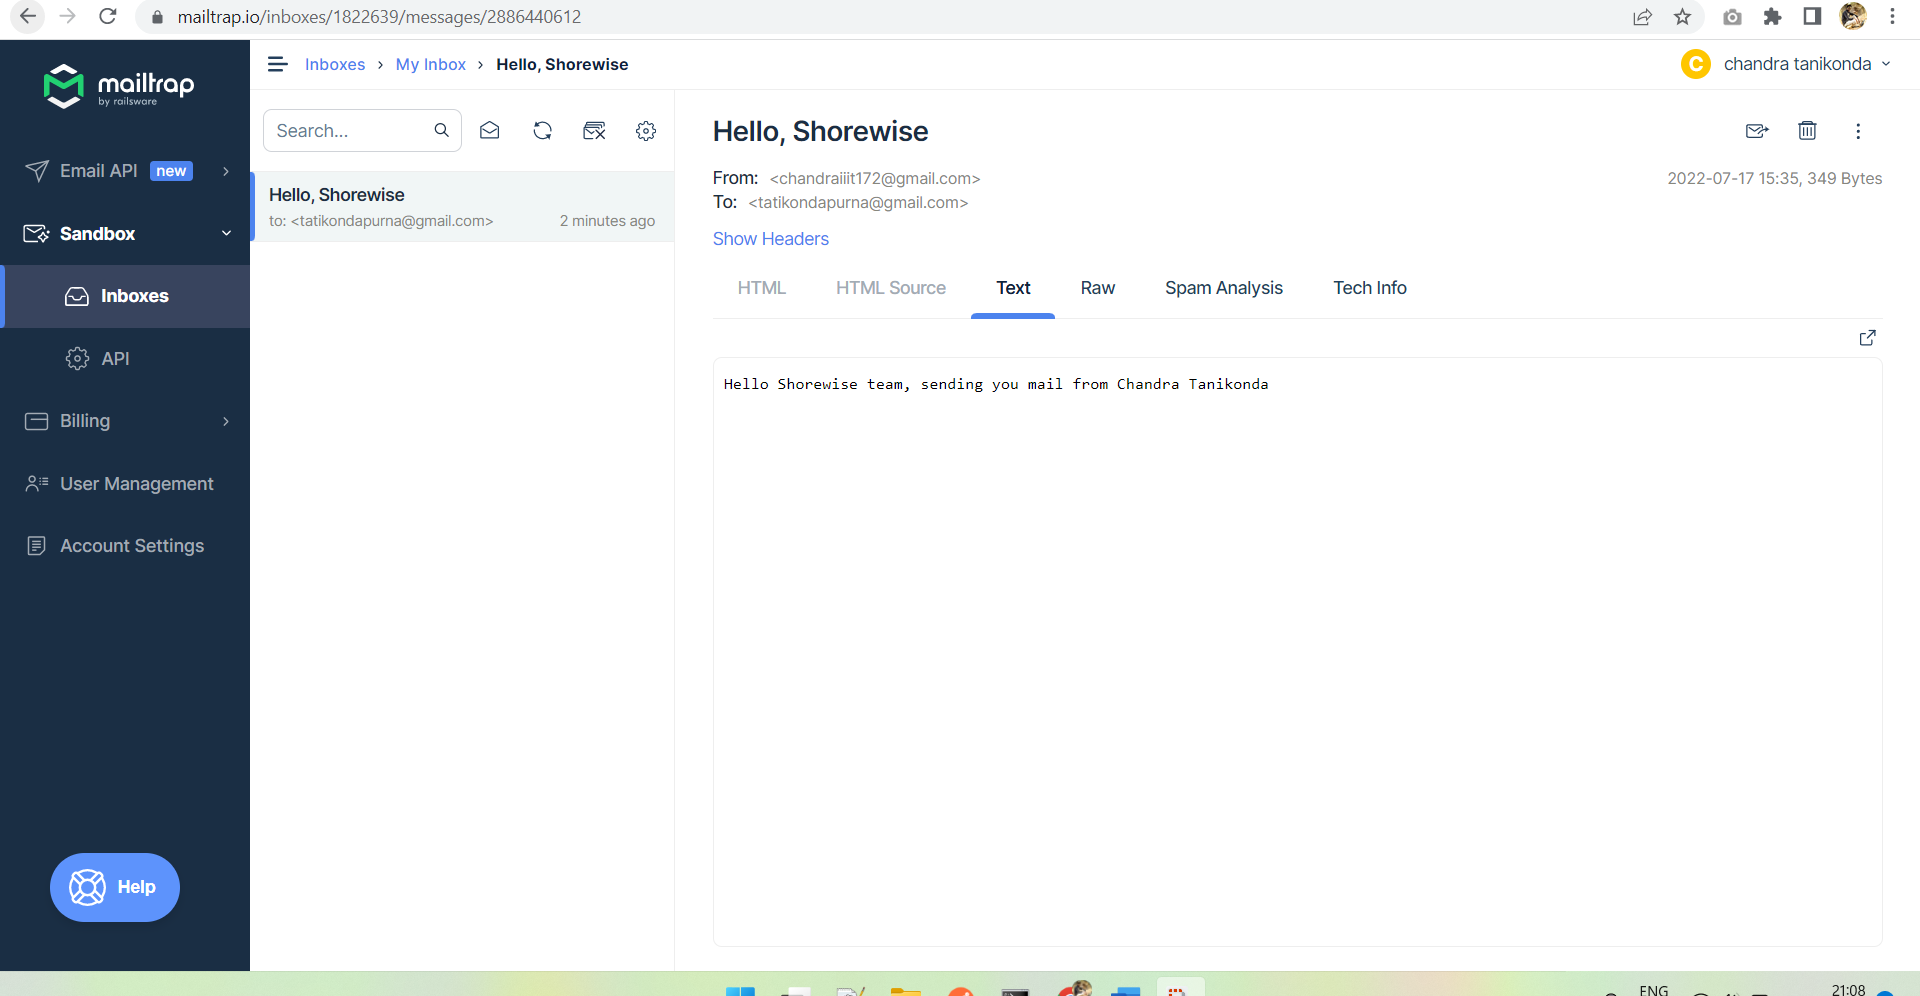 mailtrap.io/inboxes/1822639/messages/2886440612
mailtrap
by railsware
Email API new
Sandbox
Inboxes
API
Billing
User Management
Account Settings
Help
Inboxes › My Inbox › Hello, Shorewise
C chandra tanikonda
Search...
Hello, Shorewise
to: <tatikondapurna@gmail.com> 2 minutes ago
Hello, Shorewise
From: <chandraiiit172@gmail.com> 2022-07-17 15:35, 349 Bytes
To: <tatikondapurna@gmail.com>
Show Headers
HTML HTML Source Text Raw Spam Analysis Tech Info
Hello Shorewise team, sending you mail from Chandra Tanikonda
ENG 21:08